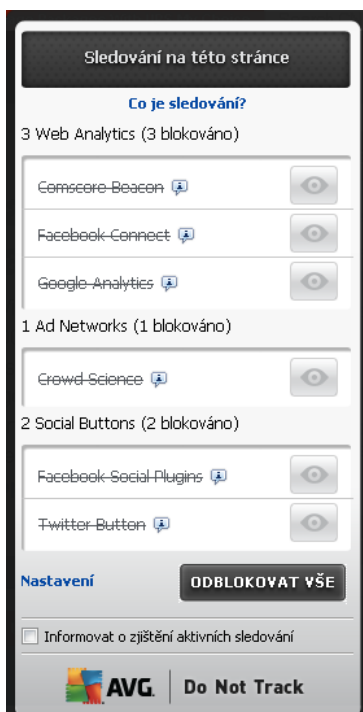 Sledování na této stránce
Co je sledování?
3 Web Analytics (3 blokováno)
Comscore Beacon
Facebook Connect
Google Analytics
1 Ad Networks (1 blokováno)
Crowd Science
2 Social Buttons (2 blokováno)
Facebook Social Plugins
Twitter Button
Nastavení ODBLOKOVAT VŠE
Informovat o zjištění aktivních sledování
AVG. Do Not Track